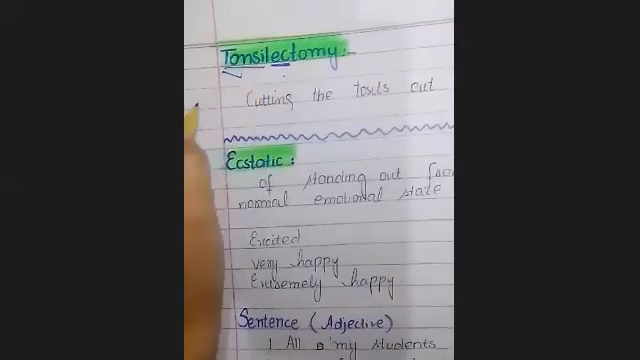 Tonsilectomy :-
Cutting the tosils out
Ecstatic :
of standing out
normal emotional state
Excited
very happy
Extremely happy
Sentence (Adjective)
1 All my students